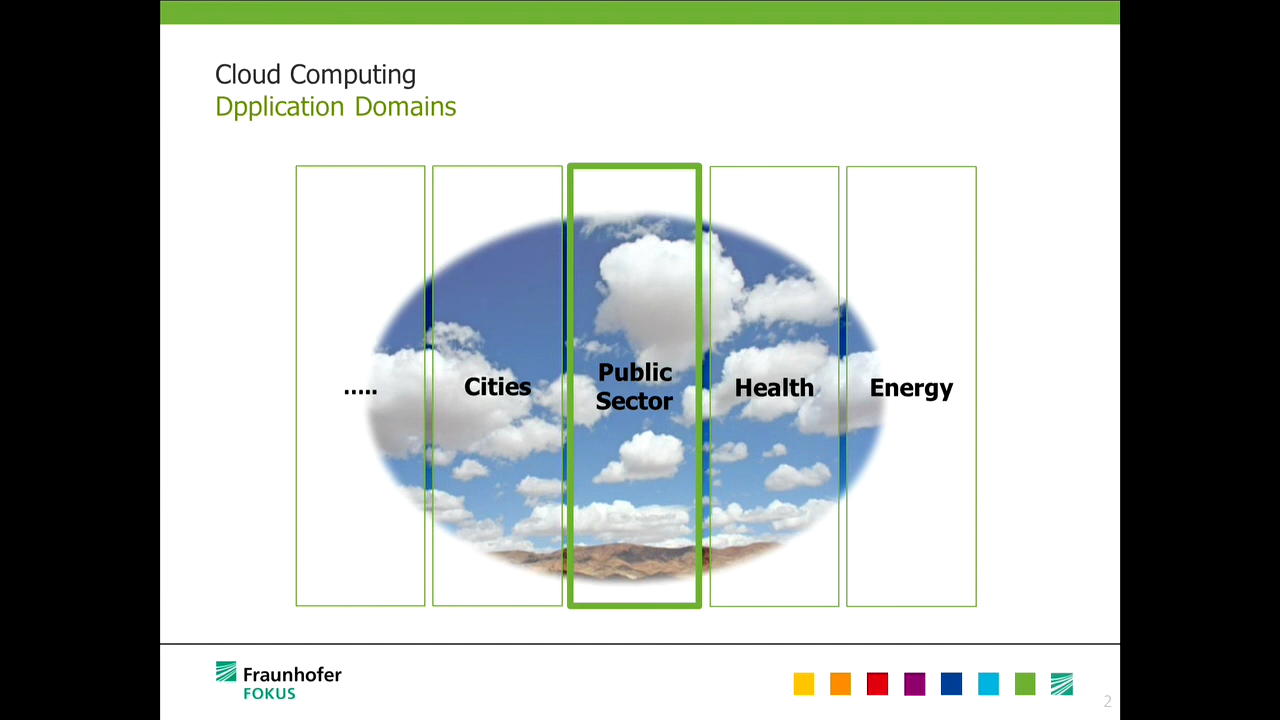 Cloud Computing
Dpplication Domains
.....
Cities
Public
Sector
Health
Energy
Fraunhofer
FOKUS
2